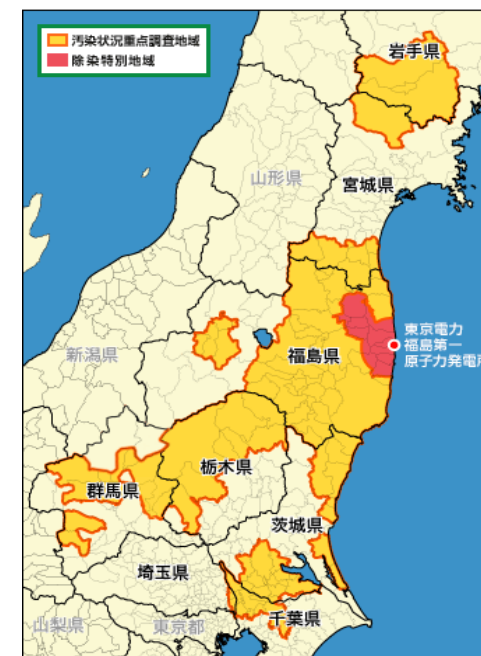 汚染状況重点調査地域
除染特別地域
岩手県
山形県
宮城県
東京電力
福島第一
原子力発電所
新潟県
福島県
栃木県
群馬県
茨城県
埼玉県
千葉県
山梨県
東京都